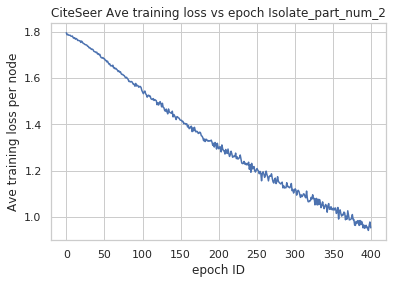 CiteSeer Ave training loss vs epoch Isolate_part_num_2
Ave training loss per node
1.8
1.6
1.4
1.2
1.0
0 50 100 150 200 250 300 350 400
epoch ID